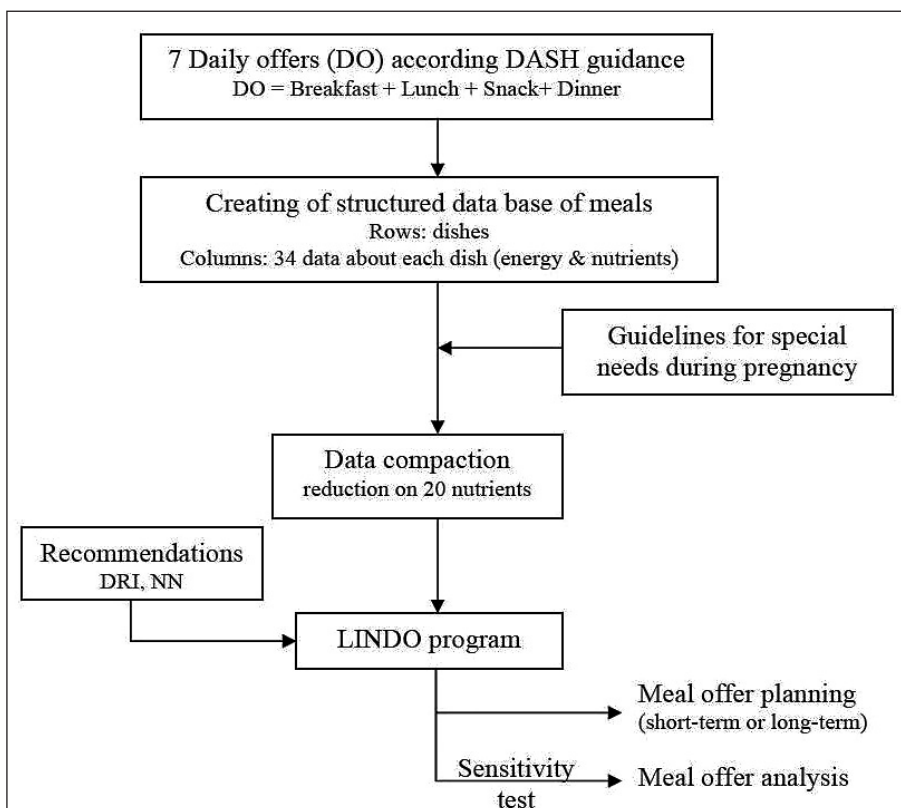 7 Daily offers (DO) according DASH guidance
DO = Breakfast + Lunch + Snack+ Dinner
Creating of structured data base of meals
Rows: dishes
Columns: 34 data about each dish (energy & nutrients)
Guidelines for special
needs during pregnancy
Data compaction
reduction on 20 nutrients
Recommendations
DRI, NN
LINDO program
Meal offer planning
(short-term or long-term)
Sensitivity
test
Meal offer analysis